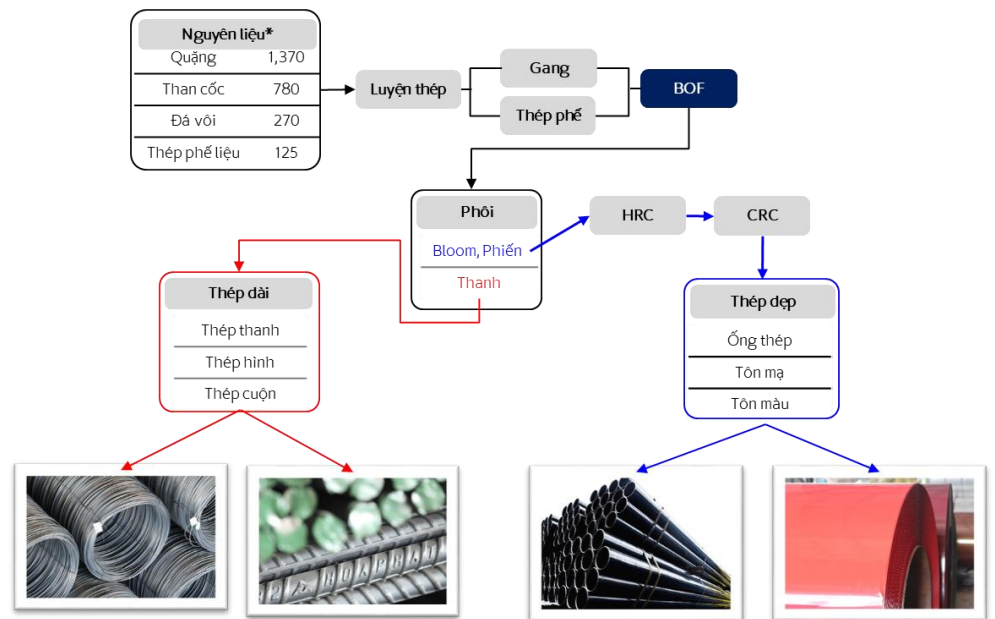 Nguyên liệu*
Quặng 1,370
Than cốc 780
Đá vôi 270
Thép phế liệu 125
Luyện thép
Gang
Thép phế
BOF
Phôi
Bloom, Phiến
Thanh
HRC
CRC
Thép dài
Thép thanh
Thép hình
Thép cuộn
Thép dẹp
Ống thép
Tôn mạ
Tôn màu